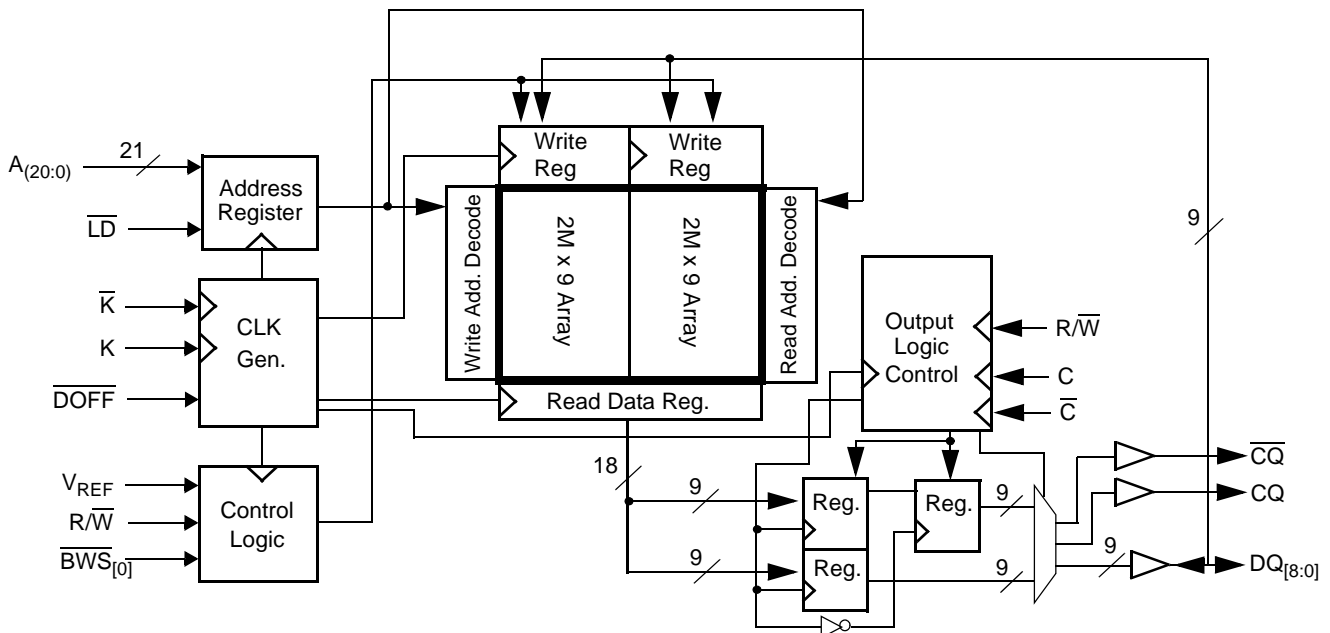 A(20:0)
21
LD
Address
Register
K
K
DOFF
CLK
Gen.
VREF
R/W
BWS[0]
Control
Logic
Write
Reg
Write
Reg
Write Add. Decode
2M x 9 Array
2M x 9 Array
Read Add. Decode
Read Data Reg.
9
Output
Logic
Control
R/W
C
C
18
9
9
Reg.
Reg.
Reg.
9
9
9
CQ
CQ
DQ[8:0]